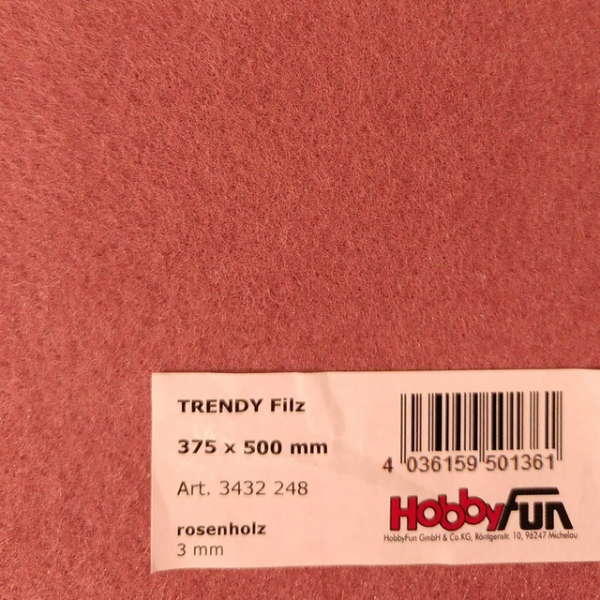 TRENDY Filz
375 x 500 mm
Art. 3432 248
rosenholz
3 mm
4 036159 501361
HobbyFun
HobbyFun GmbH & Co.KG, Röntgenstr. 10, 96247 Michelau